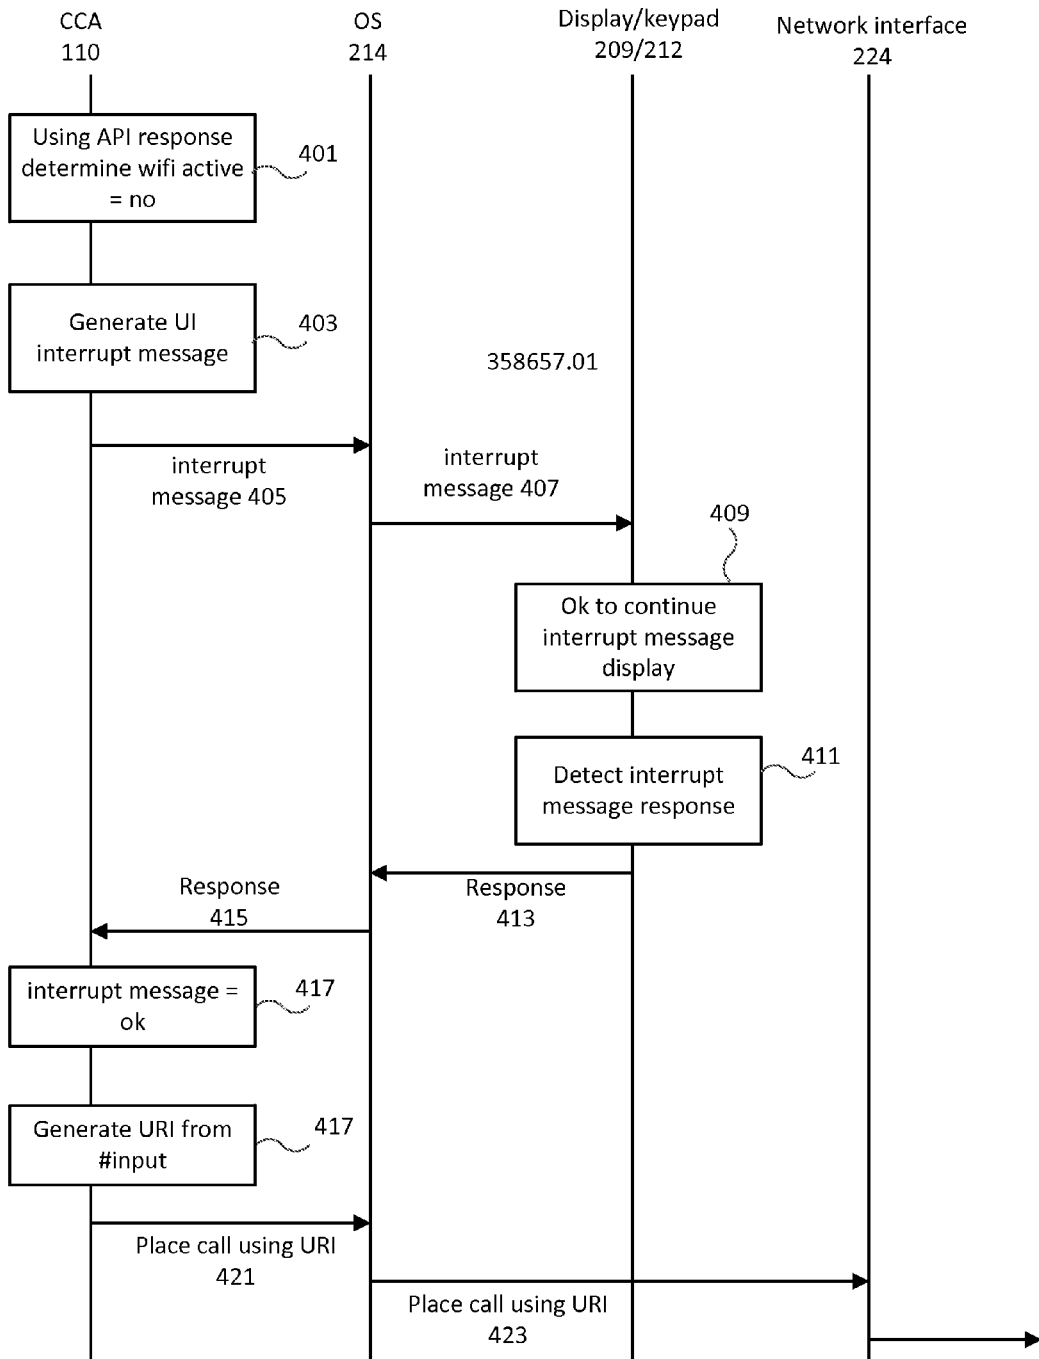 CCA
110
OS
214
Display/keypad
209/212
Network interface
224
Using API response
determine wifi active
= no
401
Generate UI
interrupt message
403
358657.01
interrupt
message 405
interrupt
message 407
409
Ok to continue
interrupt message
display
Detect interrupt
message response
411
Response
413
Response
415
interrupt message =
ok
417
Generate URI from
#input
417
Place call using URI
421
Place call using URI
423